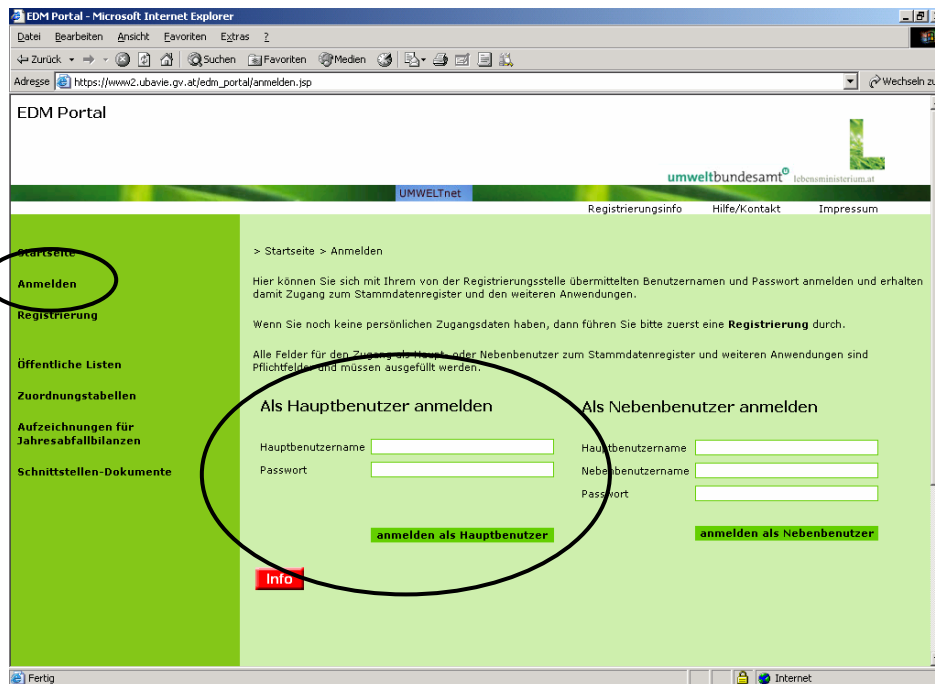 EDM Portal - Microsoft Internet Explorer
Datei Bearbeiten Ansicht Favoriten Extras ?
Zurück Suchen Favoriten Medien
Adresse https://www2.ubavie.gv.at/edm_portal/anmelden.jsp Wechseln zu
EDM Portal
umweltbundesamt lebensministerium.at
UMWELTnet
Registrierungsinfo Hilfe/Kontakt Impressum
Startseite
Anmelden
Registrierung
Öffentliche Listen
Zuordnungstabellen
Aufzeichnungen für
Jahresabfallbilanzen
Schnittstellen-Dokumente
> Startseite > Anmelden
Hier können Sie sich mit Ihrem von der Registrierungsstelle übermittelten Benutzernamen und Passwort anmelden und erhalten
damit Zugang zum Stammdatenregister und den weiteren Anwendungen.
Wenn Sie noch keine persönlichen Zugangsdaten haben, dann führen Sie bitte zuerst eine Registrierung durch.
Alle Felder für den Zugang als Haupt- oder Nebenbenutzer zum Stammdatenregister und weiteren Anwendungen sind
Pflichtfelder und müssen ausgefüllt werden.
Als Hauptbenutzer anmelden
Hauptbenutzername
Passwort
anmelden als Hauptbenutzer
Als Nebenbenutzer anmelden
Hauptbenutzername
Nebenbenutzername
Passwort
anmelden als Nebenbenutzer
Info
Fertig Internet